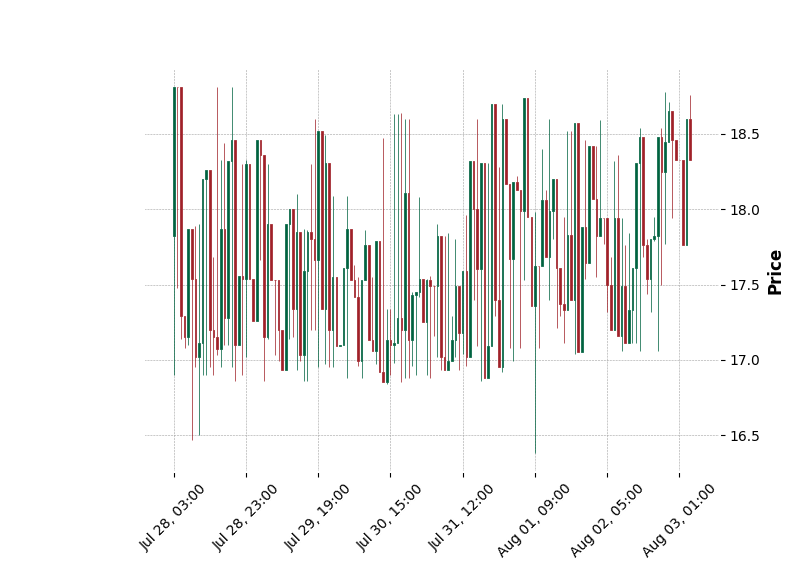 18.5
18.0
17.5
17.0
16.5
Price
Jul 28, 03:00
Jul 28, 23:00
Jul 29, 19:00
Jul 30, 15:00
Jul 31, 12:00
Aug 01, 09:00
Aug 02, 05:00
Aug 03, 01:00